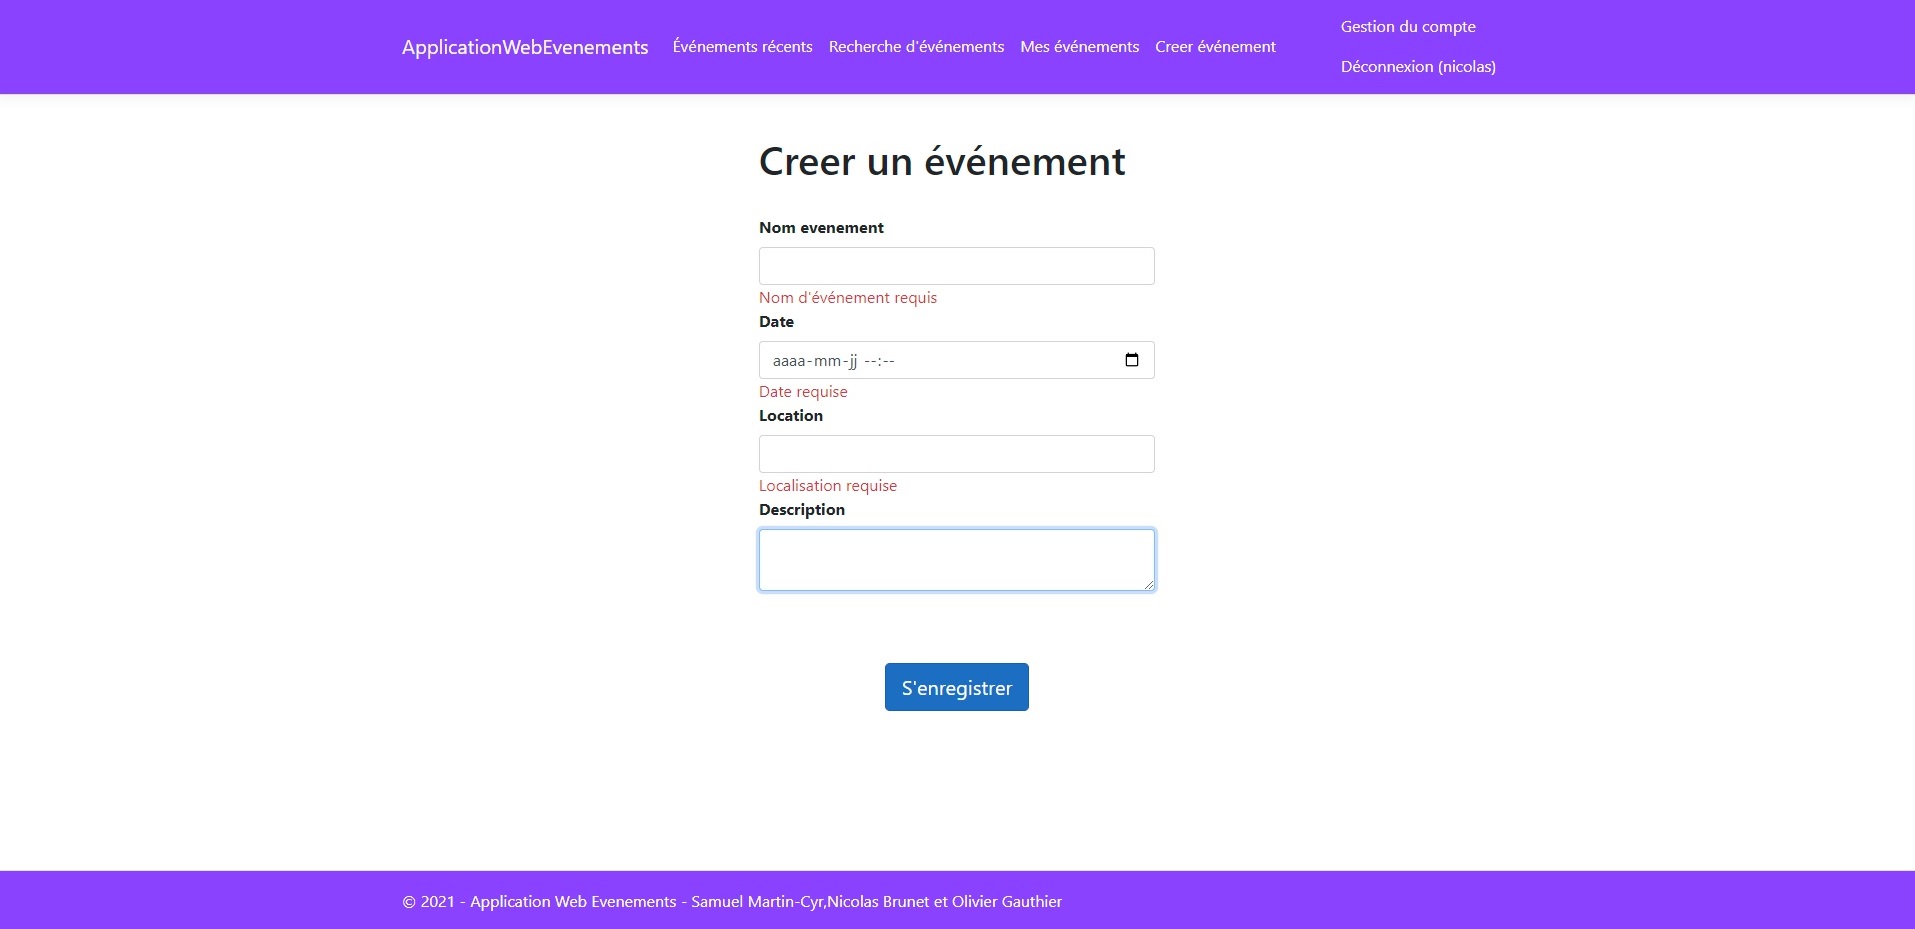 ApplicationWebEvenements Événements récents Recherche d'événements Mes événements Creer événement
Gestion du compte
Déconnexion (nicolas)
Creer un événement
Nom evenement
Nom d'événement requis
Date
aaaa-mm-jj --:--
Date requise
Location
Localisation requise
Description
S'enregistrer
© 2021 - Application Web Evenements - Samuel Martin-Cyr,Nicolas Brunet et Olivier Gauthier